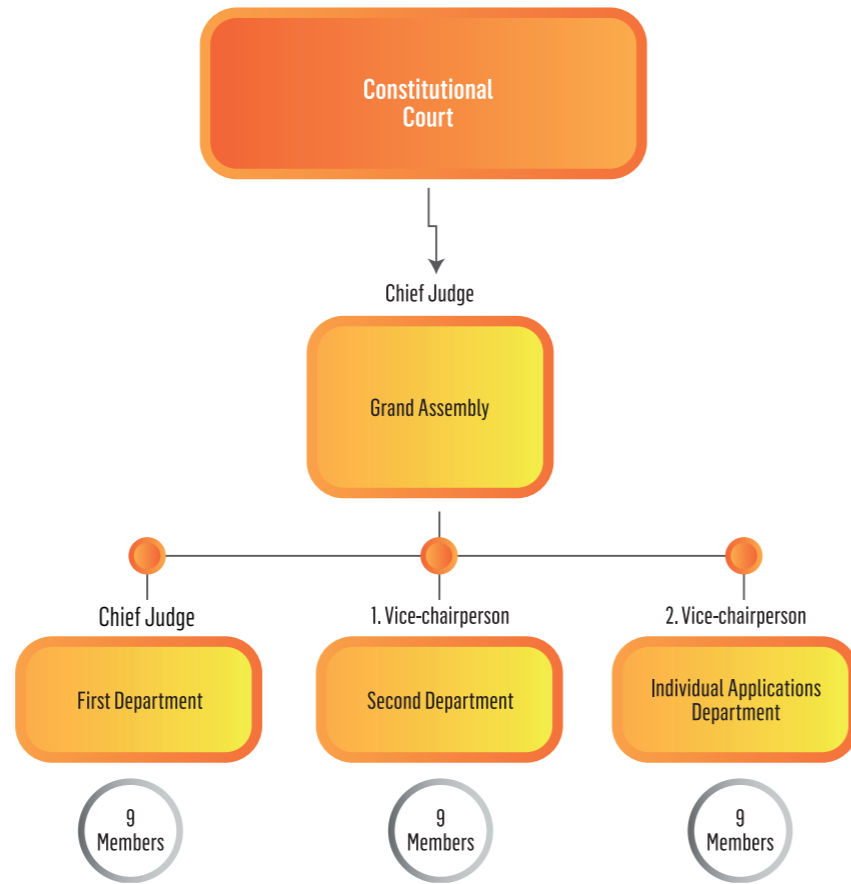 Constitutional
Court
Chief Judge
Grand Assembly
Chief Judge
1. Vice-chairperson
2. Vice-chairperson
First Department
Second Department
Individual Applications
Department
9
Members
9
Members
9
Members